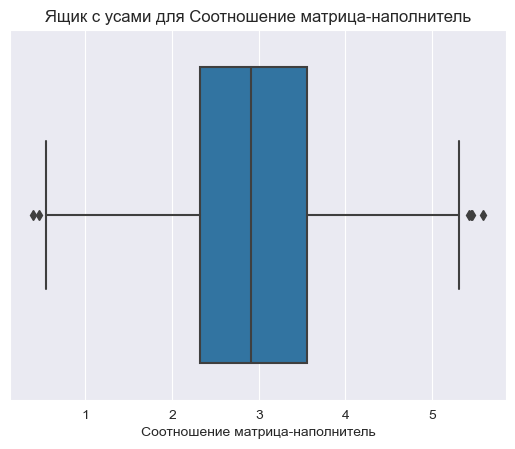 Ящик с усами для Соотношение матрица-наполнитель
1 2 3 4 5
Соотношение матрица-наполнитель